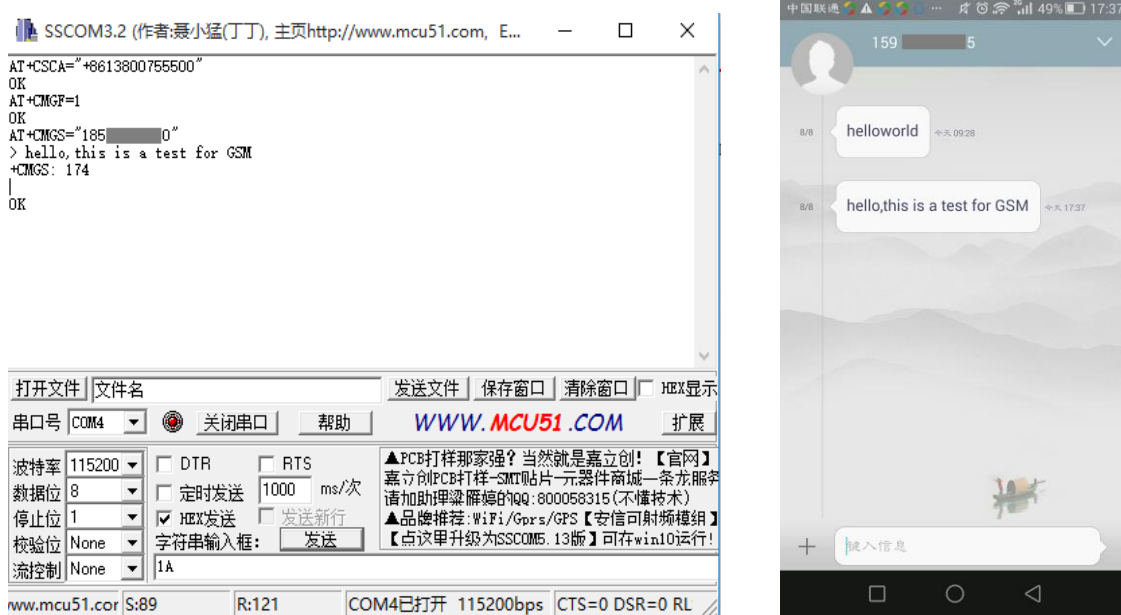 SSCOM3.2 (作者:聂小猛(丁丁), 主页http://www.mcu51.com, E...
AT+CSCA="+8613800755500"
OK
AT+CMGF=1
OK
AT+CMGS="185 0"
> hello,this is a test for GSM
+CMGS: 174
OK
打开文件 文件名 发送文件 保存窗口 清除窗口 HEX显示
串口号 COM4 关闭串口 帮助 WWW.MCU51.COM 扩展
波特率 115200 DTR RTS
数据位 8 定时发送 1000 ms/次
停止位 1 HEX发送 发送新行
校验位 None 字符串输入框: 发送
流控制 None 1A
▲PCB打样那家强?当然就是嘉立创!【官网】
嘉立创PCB打样-SMT贴片-元器件商城一条龙服务
请加助理梁雁婷的QQ:800058315(不懂技术)
▲品牌推荐:WiFi/Gprs/GPS【安信可射频模组】
【点这里升级为SSCOM5.13版】可在win10运行!
www.mcu51.cor S:89 R:121 COM4已打开 115200bps CTS=0 DSR=0 RL
中国联通 ... 49% 17:37
159 5
8/8 helloworld 今天 09:28
8/8 hello,this is a test for GSM 今天 17:37
键入信息